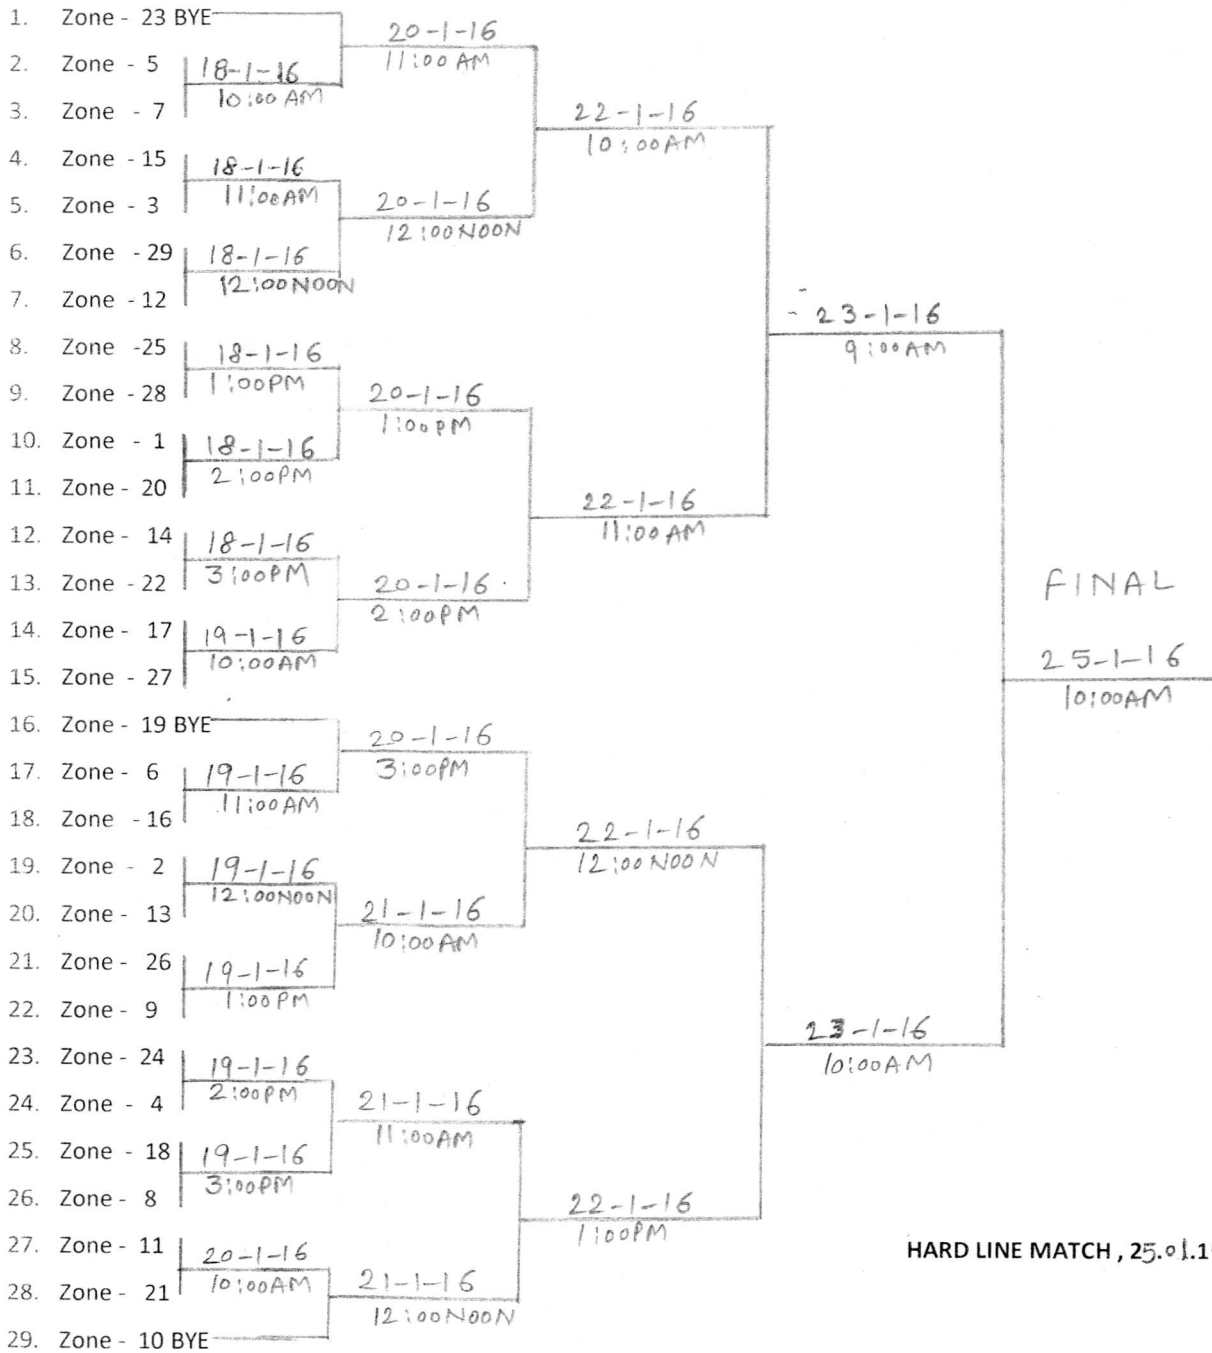 1. Zone - 23 BYE
20-1-16
11:00 AM
2. Zone - 5
18-1-16
10:00 AM
3. Zone - 7
22-1-16
10:00AM
4. Zone - 15
18-1-16
11:00AM
5. Zone - 3
20-1-16
12:00NOON
6. Zone - 29
18-1-16
12:00NOON
7. Zone - 12
23-1-16
9:00AM
8. Zone -25
18-1-16
1:00PM
9. Zone - 28
20-1-16
1:00PM
10. Zone - 1
18-1-16
2:00PM
11. Zone - 20
22-1-16
11:00AM
12. Zone - 14
18-1-16
3:00PM
13. Zone - 22
20-1-16
2:00PM
FINAL
14. Zone - 17
19-1-16
10:00AM
15. Zone - 27
25-1-16
10:00AM
16. Zone - 19 BYE
20-1-16
3:00PM
17. Zone - 6
19-1-16
11:00AM
18. Zone - 16
22-1-16
12:00 NOON
19. Zone - 2
19-1-16
12:00NOON
20. Zone - 13
21-1-16
10:00AM
21. Zone - 26
19-1-16
1:00PM
22. Zone - 9
23-1-16
10:00AM
23. Zone - 24
19-1-16
2:00PM
24. Zone - 4
21-1-16
11:00AM
25. Zone - 18
19-1-16
3:00PM
26. Zone - 8
22-1-16
1:00PM
27. Zone - 11
20-1-16
10:00AM
HARD LINE MATCH , 25.01.1
28. Zone - 21
21-1-16
12:00NOON
29. Zone - 10 BYE